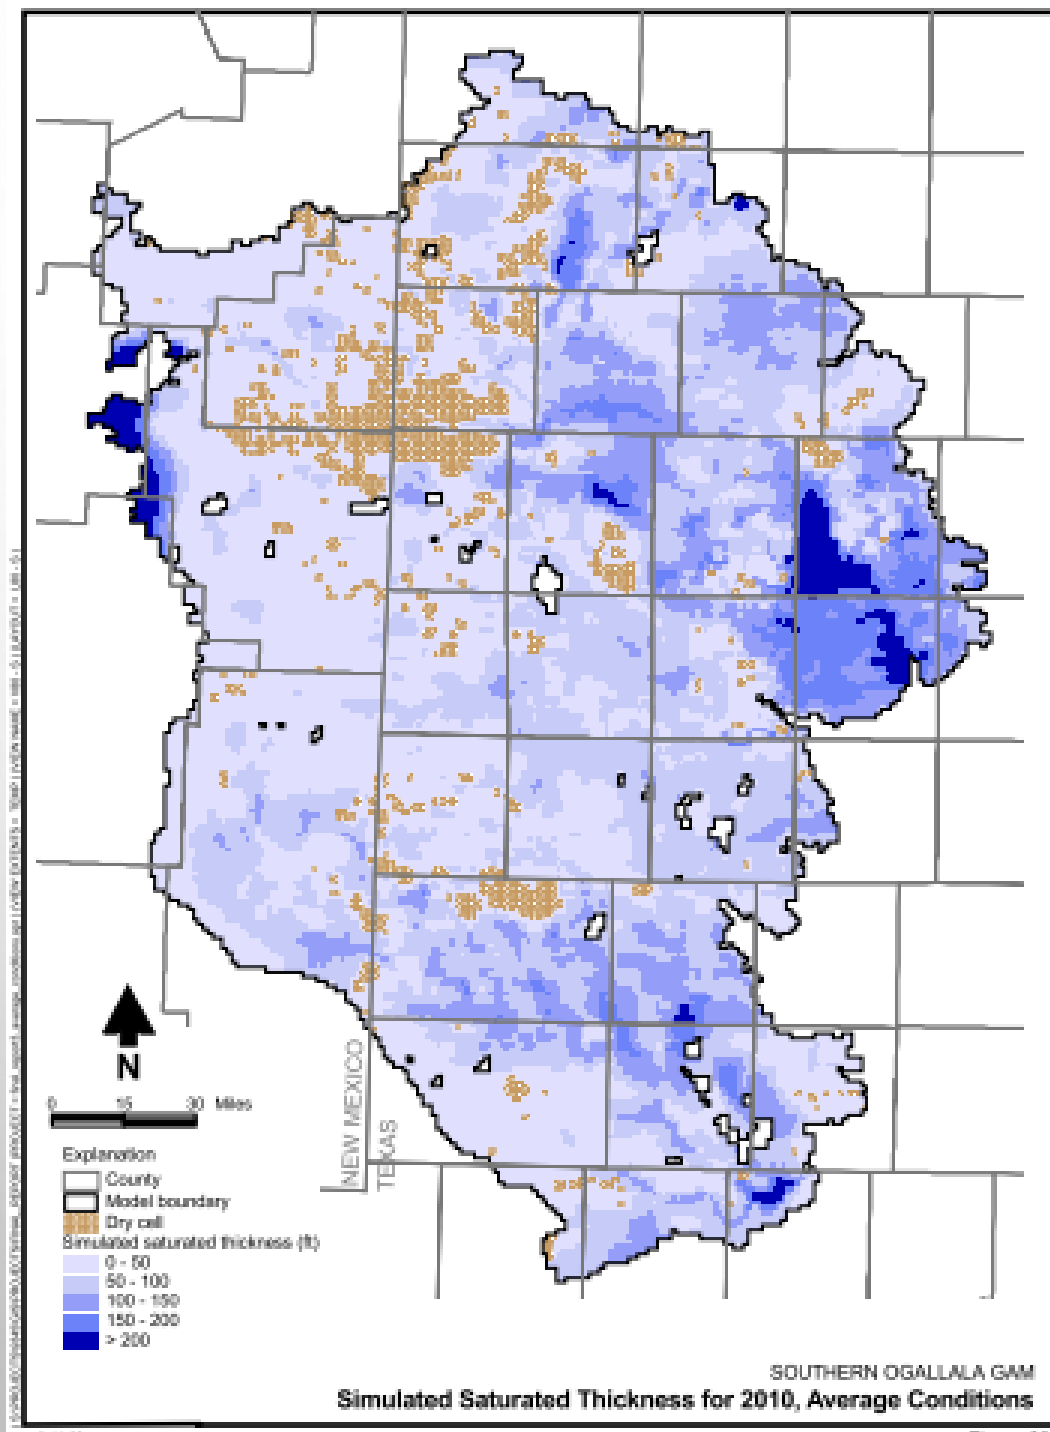 N
0 15 30 Miles
NEW MEXICO
TEXAS
Explanation
County
Model boundary
Dry cell
Simulated saturated thickness (ft)
0 - 50
50 - 100
100 - 150
150 - 200
> 200
SOUTHERN OGALLALA GAM
Simulated Saturated Thickness for 2010, Average Conditions